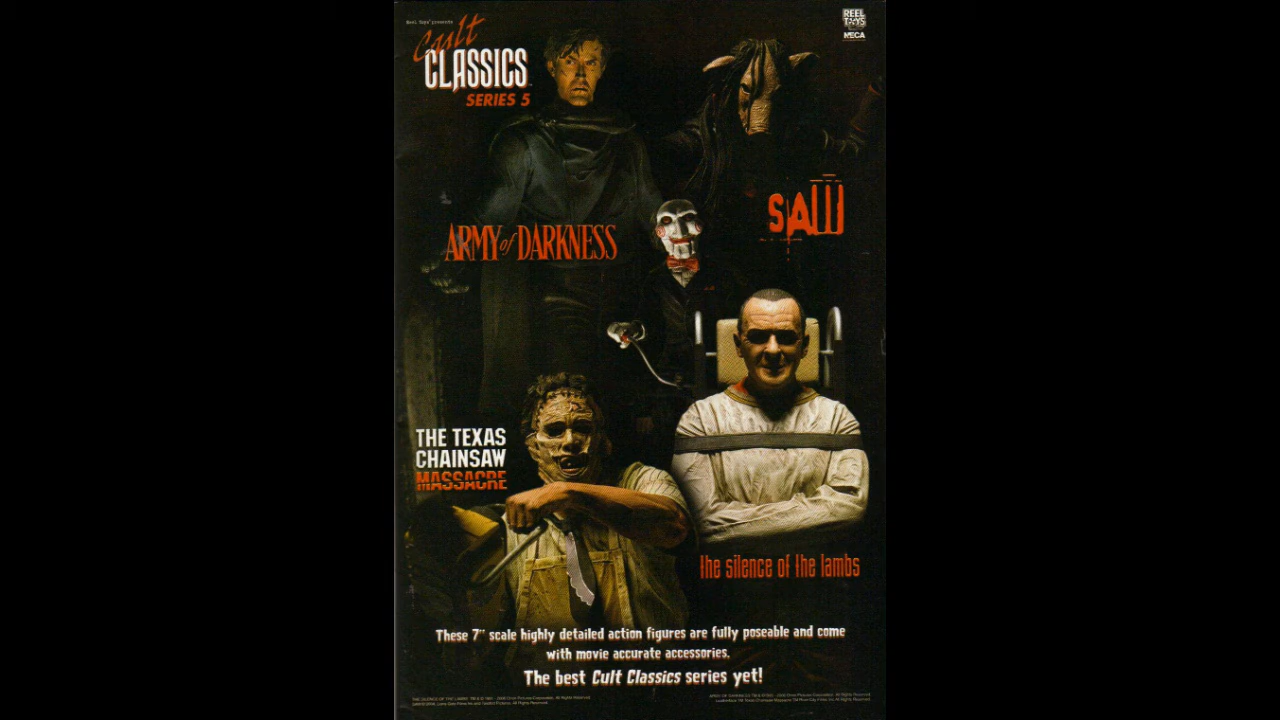 Reel Toys presents
Cult
CLASSICS
SERIES 5
REEL
TOYS
NECA
SAW
ARMY of DARKNESS
THE TEXAS
CHAINSAW
MASSACRE
the silence of the lambs
These 7" scale highly detailed action figures are fully poseable and come
with movie accurate accessories.
The best Cult Classics series yet!